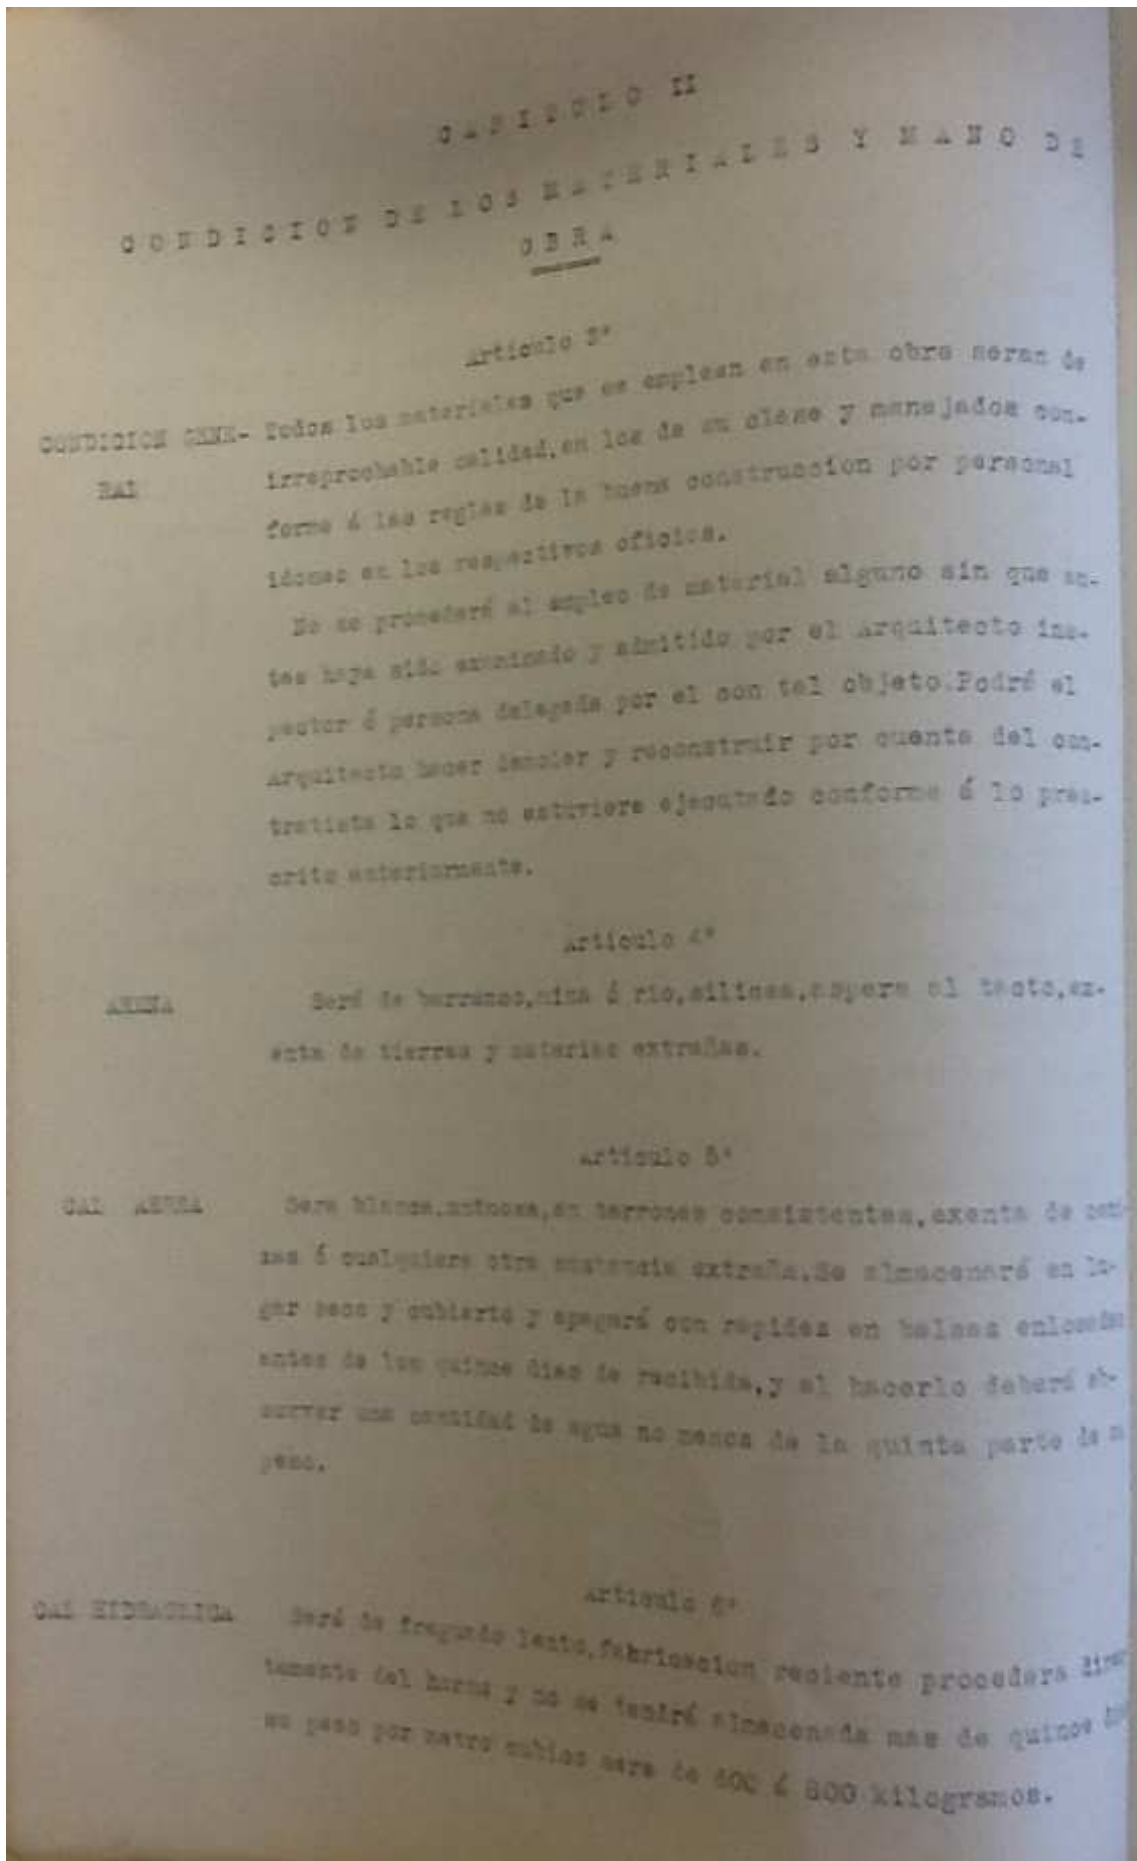 CAPITULO II
CONDICION DE LOS MATERIALES Y MANO DE
OBRA
Articulo 3º
CONDICION GENE- Todos los materiales que se empleen en esta obra seran de
RAL irreprochable calidad, en los de su clase y manejados con-
forme á las reglas de la buena construccion por personal
idoneo en los respectivos oficios.
No se procederá al empleo de material alguno sin que an-
tes haya sido examinado y admitido por el Arquitecto ins-
pector ó persona delegada por el con tal objeto. Podrá el
Arquitecto hacer demoler y reconstruir por cuenta del con-
tratista lo que no estuviere ejecutado conforme á lo pres-
crito anteriormente.
Articulo 4º
ARENA Será de barranco, mina ó rio, silicea, aspera al tacto, ex-
enta de tierras y materias extrañas.
Articulo 5º
CAL AEREA Sera blanca, untuosa, en terrones consistentes, exenta de ceni-
zas ó cualquiera otra sustancia extraña. Se almacenará en lu-
gar seco y cubierto y apagará con rapidez en balsas enlosadas
antes de los quince dias de recibida, y al hacerlo deberá ab-
sorver una cantidad de agua no menos de la quinta parte de su
peso.
Articulo 6º
CAL HIDRAULICA Será de fraguado lento, fabricacion reciente procedera direc-
tamente del horno y no se tendrá almacenada mas de quince
su peso por metro cubico sera de 600 á 800 kilogramos.